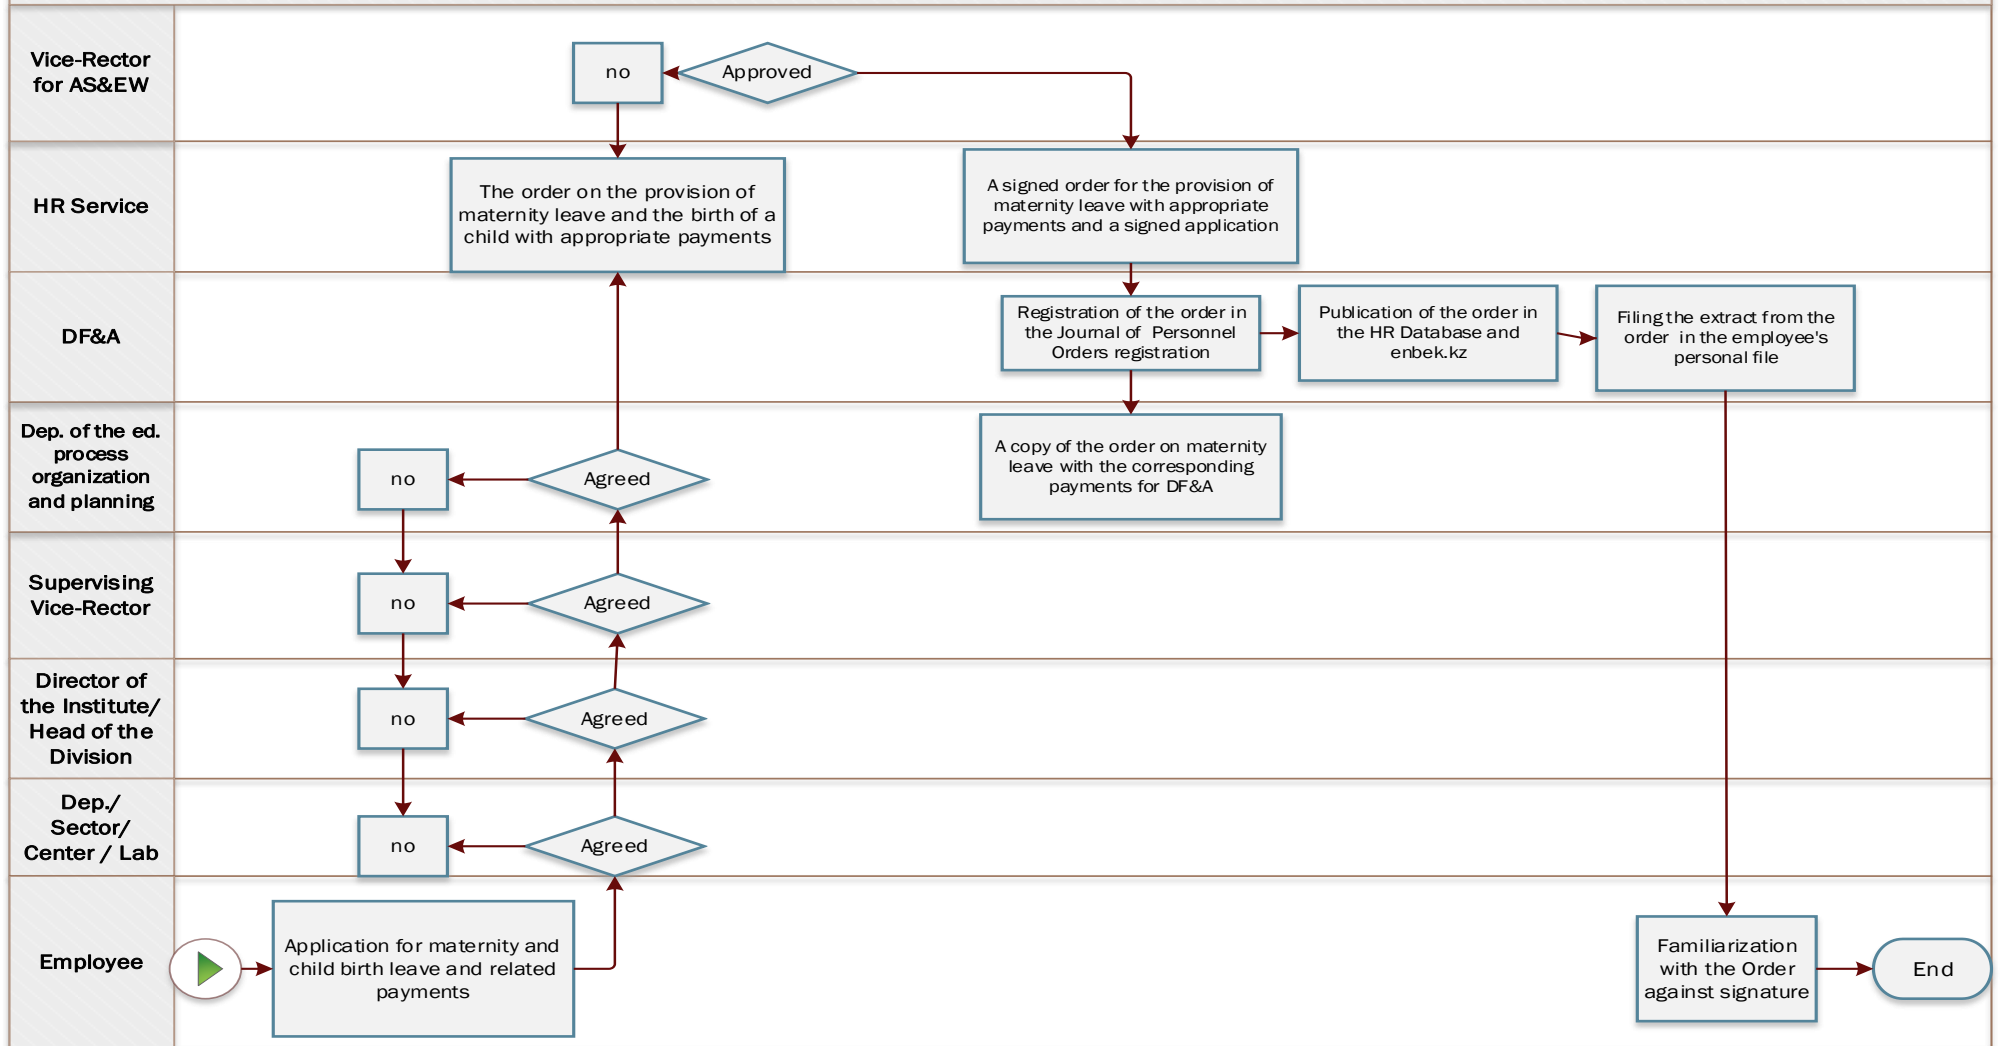 Vice-Rector
for AS&EW
no
Approved
HR Service
The order on the provision of
maternity leave and the birth of a
child with appropriate payments
A signed order for the provision of
maternity leave with appropriate
payments and a signed application
DF&A
Registration of the order in
the Journal of Personnel
Orders registration
Publication of the order in
the HR Database and
enbek.kz
Filing the extract from the
order in the employee's
personal file
Dep. of the ed.
process
organization
and planning
no
Agreed
A copy of the order on maternity
leave with the corresponding
payments for DF&A
Supervising
Vice-Rector
no
Agreed
Director of
the Institute/
Head of the
Division
no
Agreed
Dep./
Sector/
Center / Lab
no
Agreed
Employee
Application for maternity and
child birth leave and related
payments
Familiarization
with the Order
against signature
End